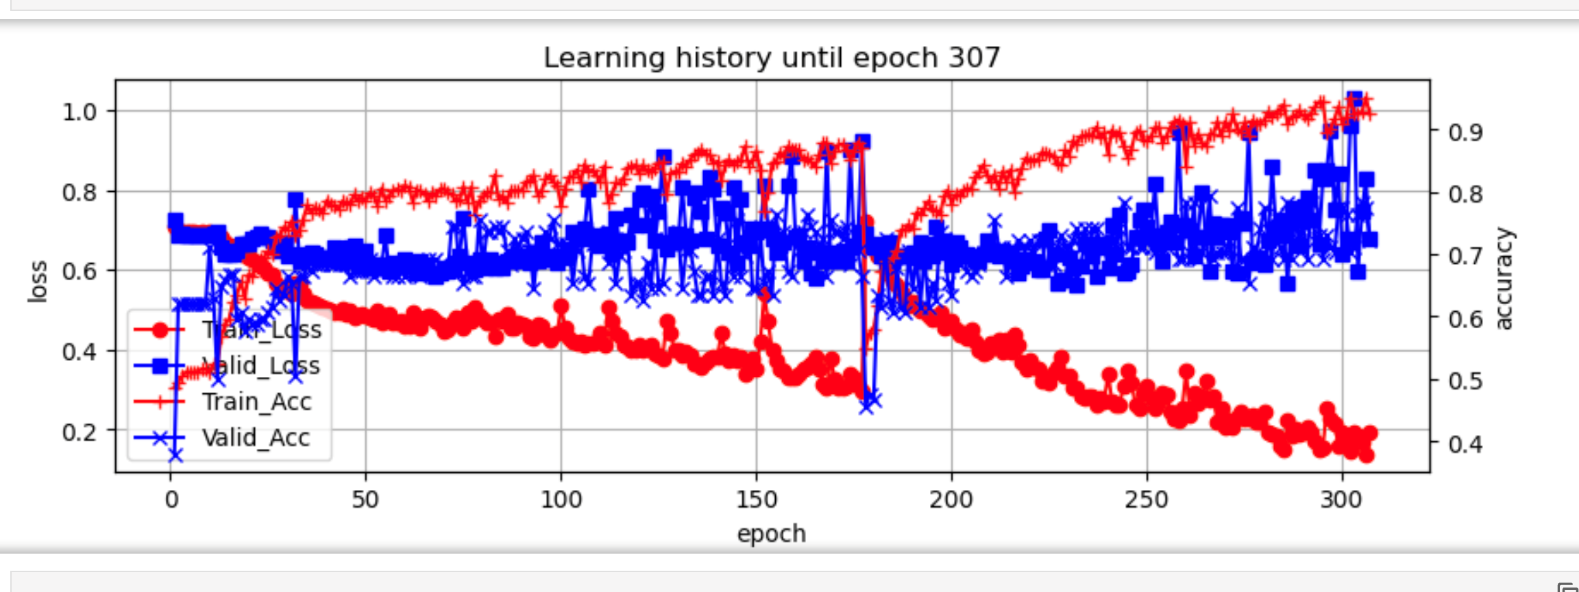 Learning history until epoch 307
1.0
0.8
0.6
0.4
0.2
loss
0.9
0.8
0.7
0.6
0.5
0.4
accuracy
Train_Loss
Valid_Loss
Train_Acc
Valid_Acc
0 50 100 150 200 250 300
epoch